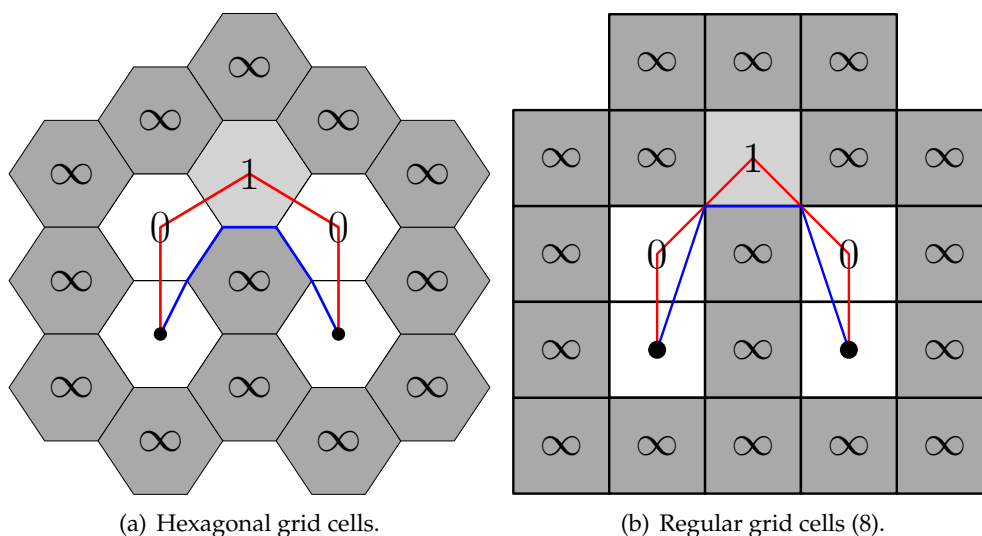 ∞
∞ ∞
∞ 1 ∞
0 0
∞ ∞ ∞
∞ ∞ ∞
∞ ∞
(a) Hexagonal grid cells.
∞ ∞ ∞
∞ ∞ 1 ∞ ∞
∞ 0 ∞ 0 ∞
∞ ∞ ∞
∞ ∞ ∞ ∞ ∞
(b) Regular grid cells (8).